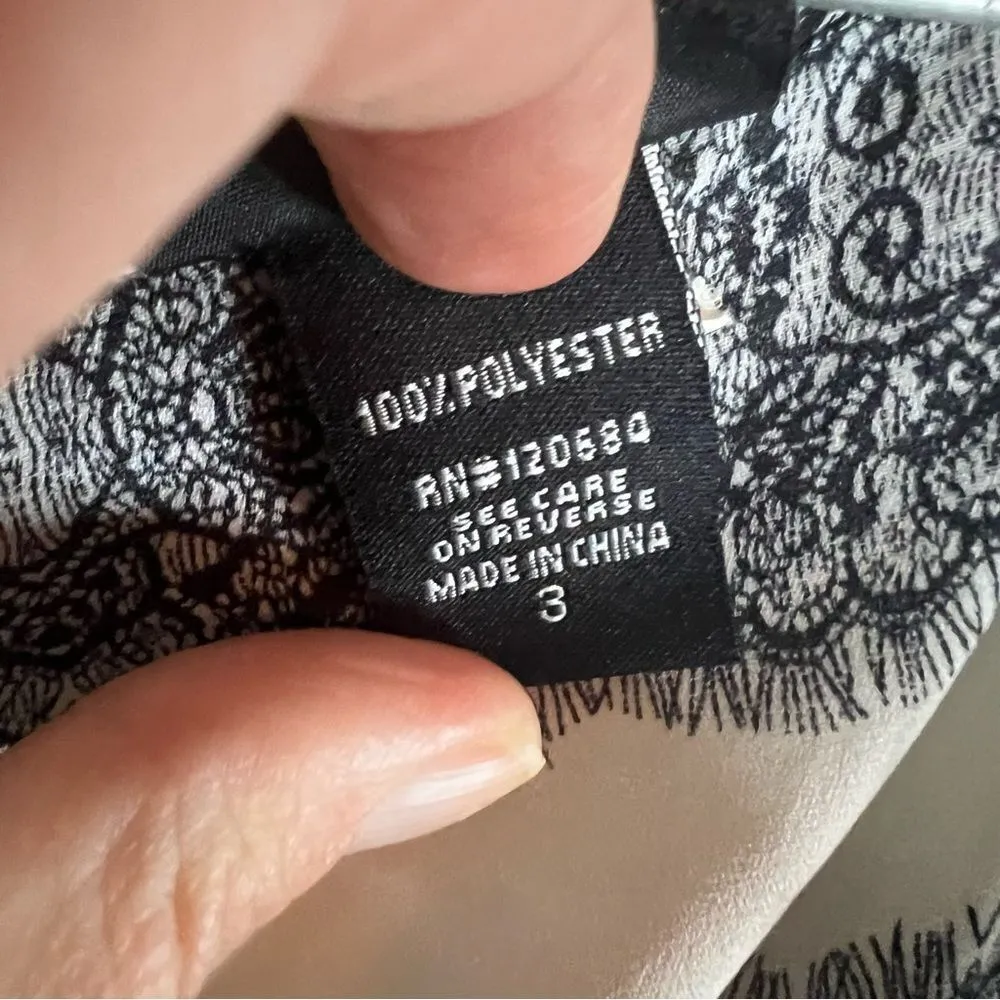 100% POLYESTER
RN#120684
SEE CARE
ON REVERSE
MADE IN CHINA
3